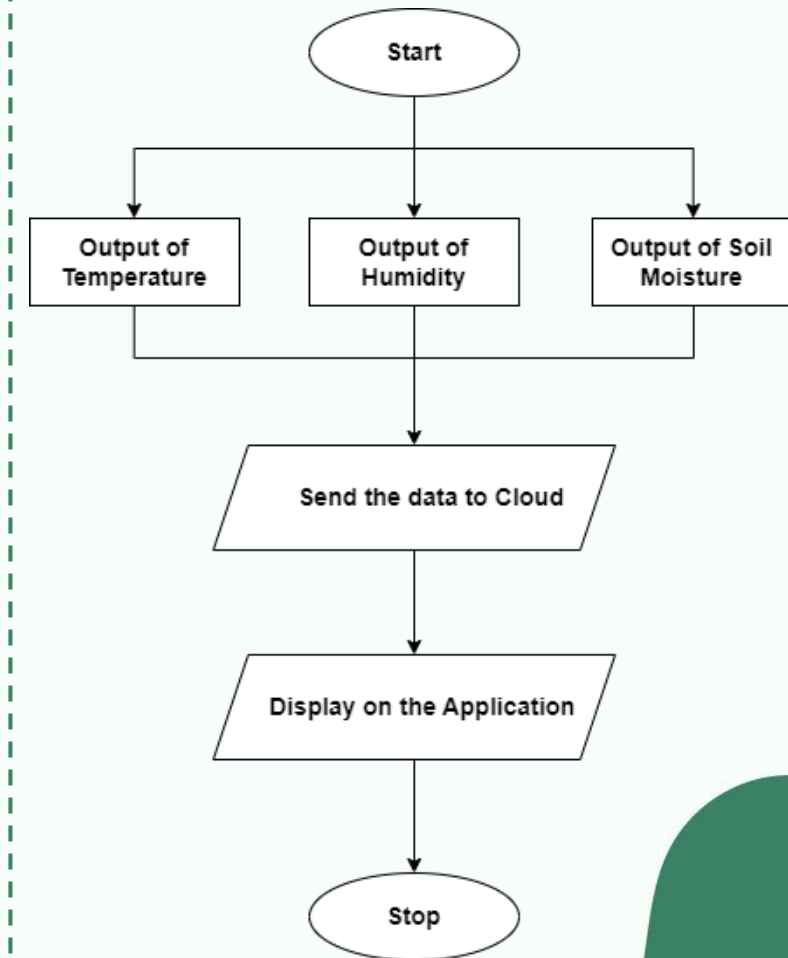 Start
Output of
Temperature
Output of
Humidity
Output of Soil
Moisture
Send the data to Cloud
Display on the Application
Stop